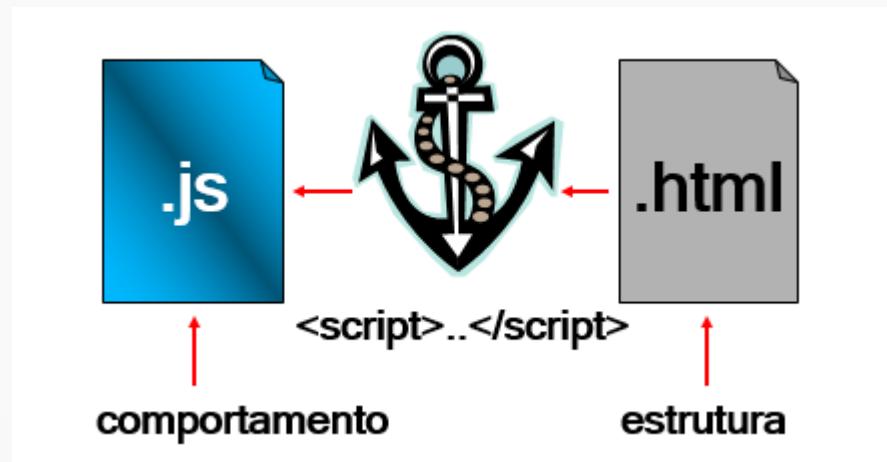 .js
.html
<script>..</script>
comportamento
estrutura